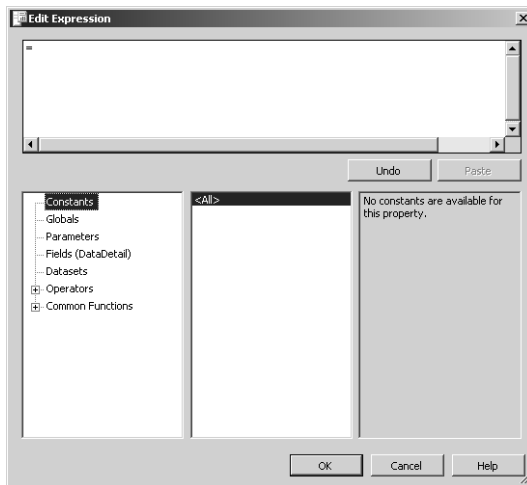 Edit Expression
=
Undo
Paste
Constants
Globals
Parameters
Fields (DataDetail)
Datasets
Operators
Common Functions
<All>
No constants are available for
this property.
OK
Cancel
Help